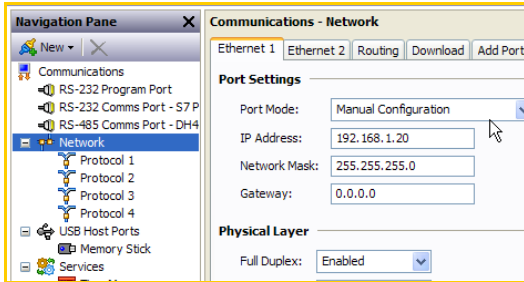 Navigation Pane
New
Communications
RS-232 Program Port
RS-232 Comms Port - S7 P
RS-485 Comms Port - DH4
Network
Protocol 1
Protocol 2
Protocol 3
Protocol 4
USB Host Ports
Memory Stick
Services
Communications - Network
Ethernet 1 Ethernet 2 Routing Download Add Port
Port Settings
Port Mode: Manual Configuration
IP Address: 192.168.1.20
Network Mask: 255.255.255.0
Gateway: 0.0.0.0
Physical Layer
Full Duplex: Enabled